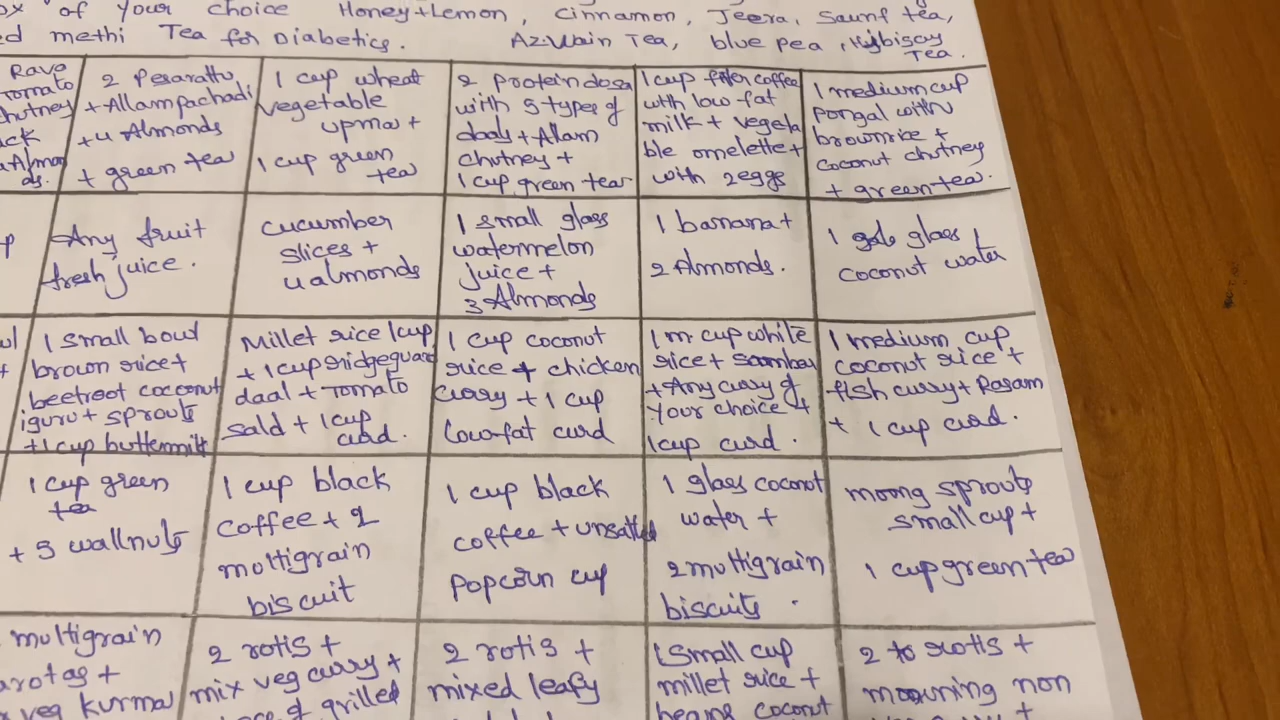 of your choice Honey+Lemon, cinnamon, Jeera, Saunf tea,
methi Tea for Diabetics. Azwain Tea, blue pea, Tea.
Rava
Tomato
chutney
Almon
ds.
2 Pesarattu
+ Allam pachadi
+ 4 Almonds
+ green tea
1 cup wheat
vegetable
upma +
1 cup green
tea
2 protein dosa
with 5 types of
daals + Allam
chutney +
1 cup green tea
1 cup filter coffee
with low fat
milk + vegeta
ble omelette +
with 2 eggs
1 medium cup
pongal with
brownrice +
coconut chutney
+ green tea.
Any fruit
fresh juice.
cucumber
slices +
4 almonds
1 small glass
watermelon
juice +
3 Almonds
1 banana +
2 Almonds.
1 glass
coconut water
1 small bowl
brown rice +
beetroot coconut
iguru + sprouts
+ 1 cup buttermilk
Millet rice 1 cup
+ 1 cup ridgeguard
daal + tomato
sald + 1 cup
curd.
1 cup coconut
rice + chicken
curry + 1 cup
low-fat curd
1 m cup white
rice + sambar
+ Any curry of
your choice +
1 cup curd.
1 medium cup
coconut rice +
fish curry + Rasam
+ 1 cup curd.
1 cup green
tea
+ 3 wallnuts
1 cup black
coffee + 2
multigrain
biscuit
1 cup black
coffee + unsalted
popcorn cup
1 glass coconut
water +
2 multigrain
biscuits.
moong sprouts
small cup +
1 cup green tea
multigrain
veg kurma
2 rotis +
mix veg curry +
of grilled
2 rotis +
mixed leafy
1 small cup
millet rice +
beans coconut
2 to rotis +
non